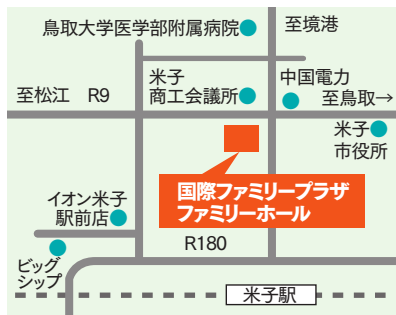 鳥取大学医学部附属病院
至境港
米子
商工会議所
中国電力
至松江 R9
至鳥取→
米子
市役所
国際ファミリープラザ
ファミリーホール
イオン米子
駅前店
R180
ビッグ
シップ
米子駅